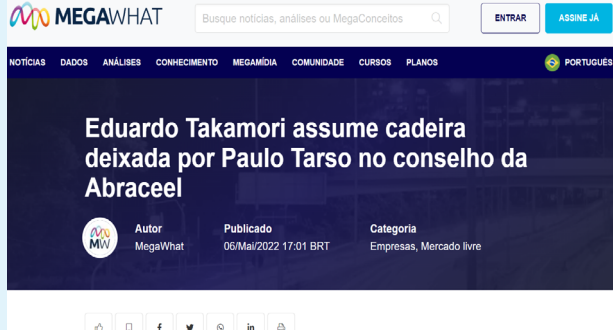 MEGAWHAT
Busque notícias, análises ou MegaConceitos
ENTRAR
ASSINE JÁ
NOTÍCIAS DADOS ANÁLISES CONHECIMENTO MEGAMÍDIA COMUNIDADE CURSOS PLANOS PORTUGUÊS
Eduardo Takamori assume cadeira
deixada por Paulo Tarso no conselho da
Abraceel
MW
Autor Publicado Categoria
MegaWhat 06/Mai/2022 17:01 BRT Empresas, Mercado livre